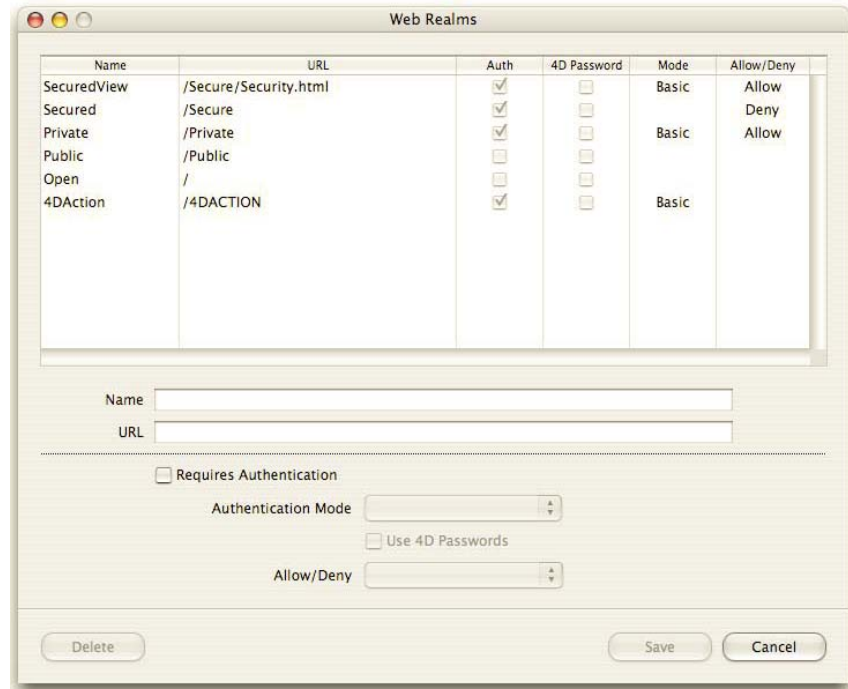 Web Realms
Name URL Auth 4D Password Mode Allow/Deny
SecuredView /Secure/Security.html Basic Allow
Secured /Secure Deny
Private /Private Basic Allow
Public /Public
Open /
4DAction /4DACTION Basic
Name
URL
Requires Authentication
Authentication Mode
Use 4D Passwords
Allow/Deny
Delete Save Cancel